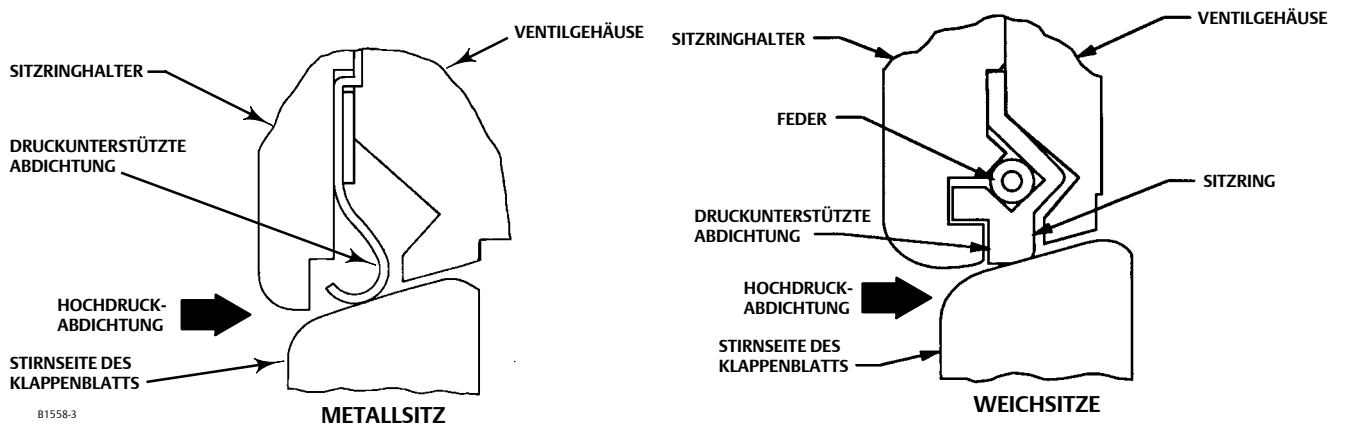 VENTILGEHÄUSE
SITZRINGHALTER
DRUCKUNTERSTÜTZTE
ABDICHTUNG
HOCHDRUCK-
ABDICHTUNG
STIRNSEITE DES
KLAPPENBLATTS
B1558-3
METALLSITZ
VENTILGEHÄUSE
SITZRINGHALTER
FEDER
SITZRING
DRUCKUNTERSTÜTZTE
ABDICHTUNG
HOCHDRUCK-
ABDICHTUNG
STIRNSEITE DES
KLAPPENBLATTS
WEICHSITZE